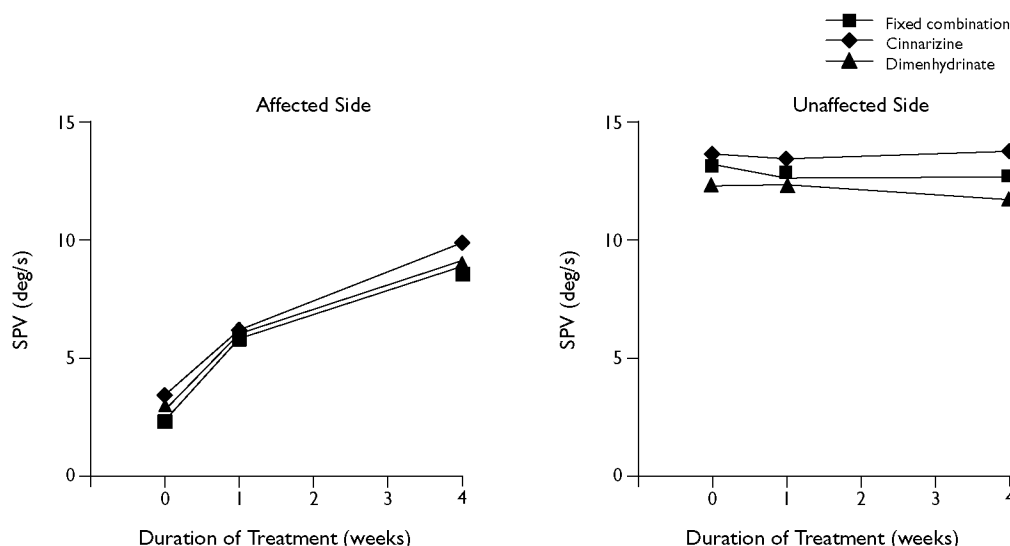 Fixed combination
Cinnarizine
Dimenhydrinate
Affected Side
15
10
5
0
SPV (deg/s)
0 1 2 3 4
Duration of Treatment (weeks)
Unaffected Side
15
10
5
0
SPV (deg/s)
0 1 2 3 4
Duration of Treatment (weeks)